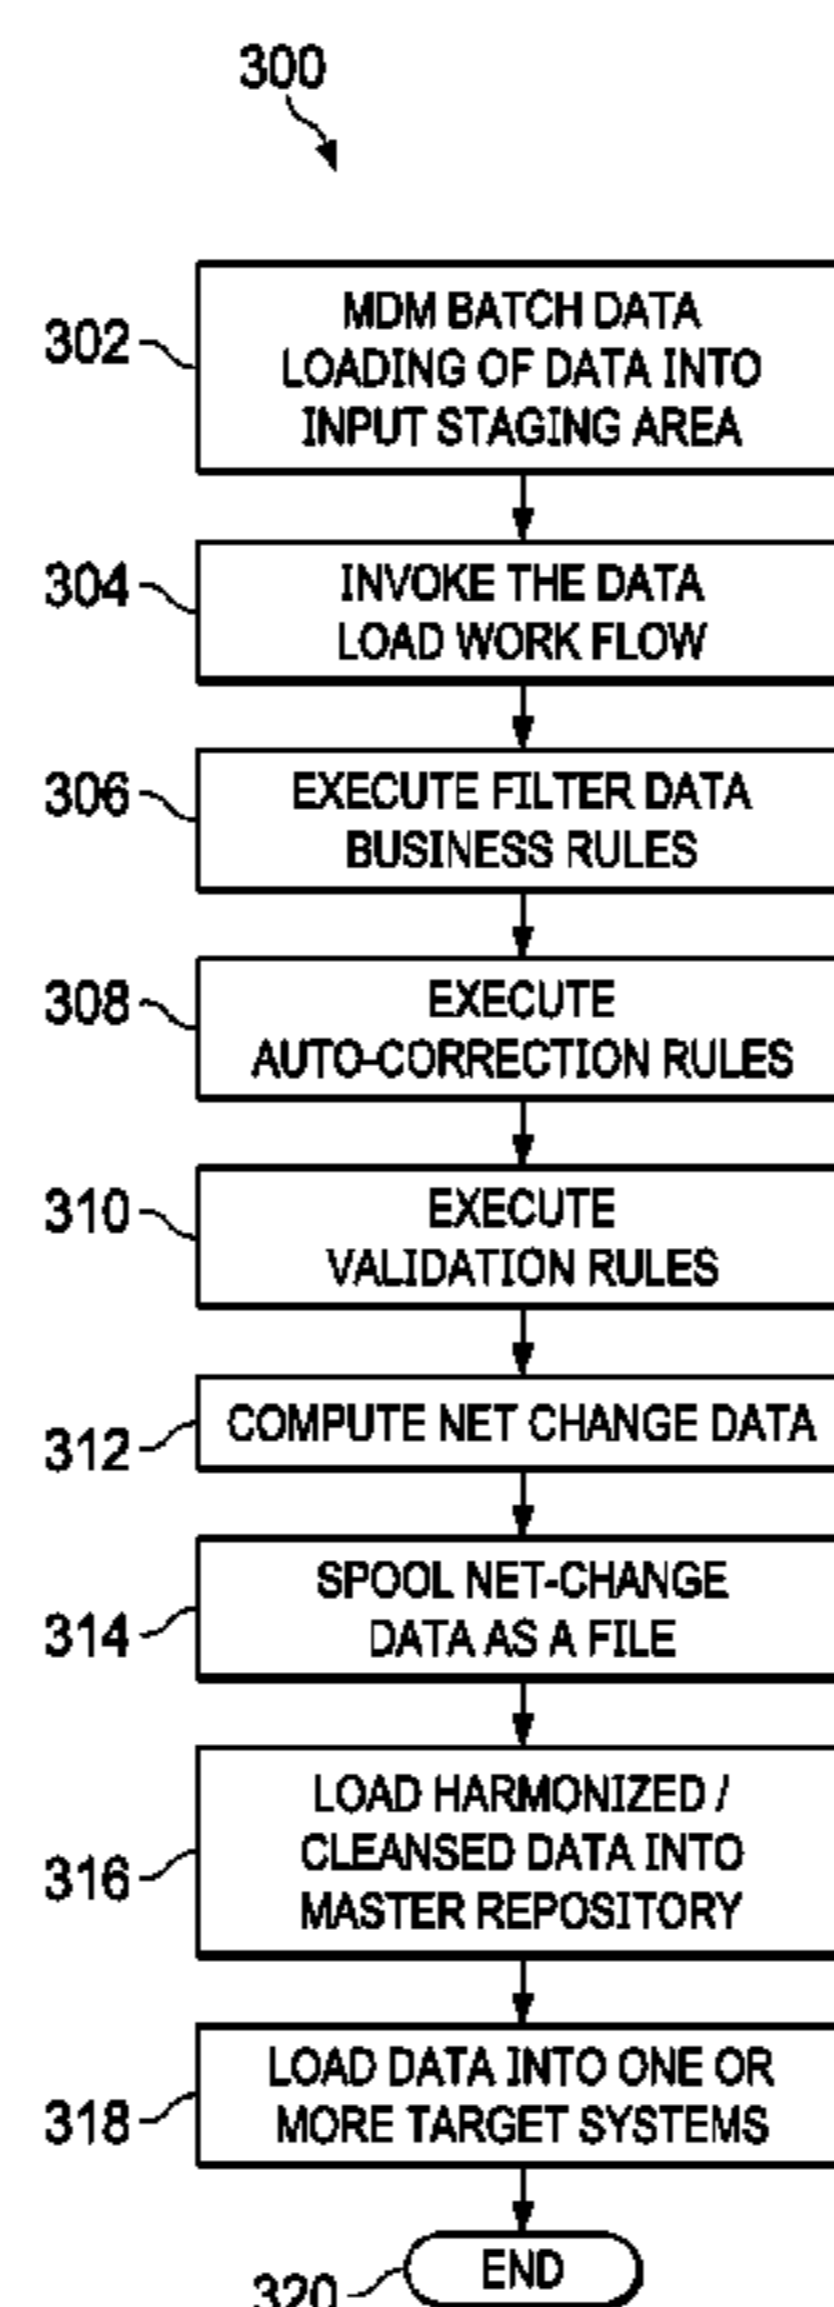 300
302
MDM BATCH DATA
LOADING OF DATA INTO
INPUT STAGING AREA
304
INVOKE THE DATA
LOAD WORK FLOW
306
EXECUTE FILTER DATA
BUSINESS RULES
308
EXECUTE
AUTO-CORRECTION RULES
310
EXECUTE
VALIDATION RULES
312
COMPUTE NET CHANGE DATA
314
SPOOL NET-CHANGE
DATA AS A FILE
316
LOAD HARMONIZED /
CLEANSED DATA INTO
MASTER REPOSITORY
318
LOAD DATA INTO ONE OR
MORE TARGET SYSTEMS
320
END